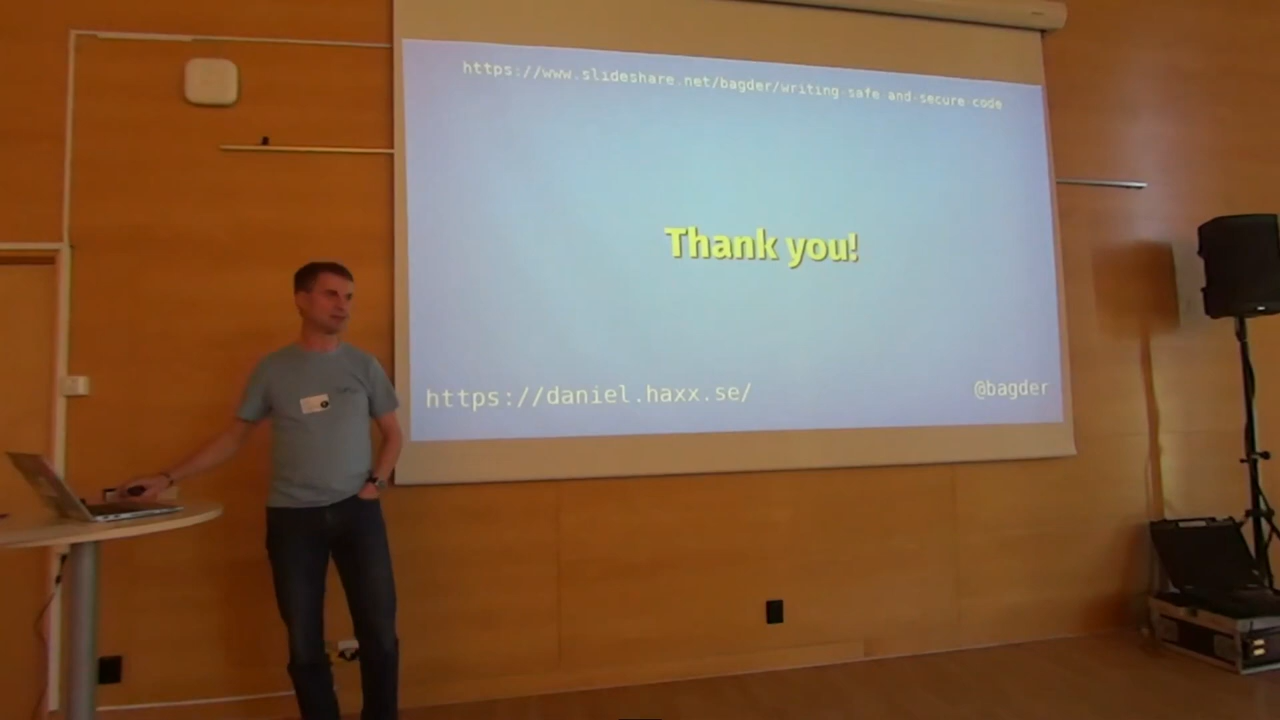 https://www.slideshare.net/bagder/writing-safe-and-secure-code
Thank you!
https://daniel.haxx.se/
@bagder